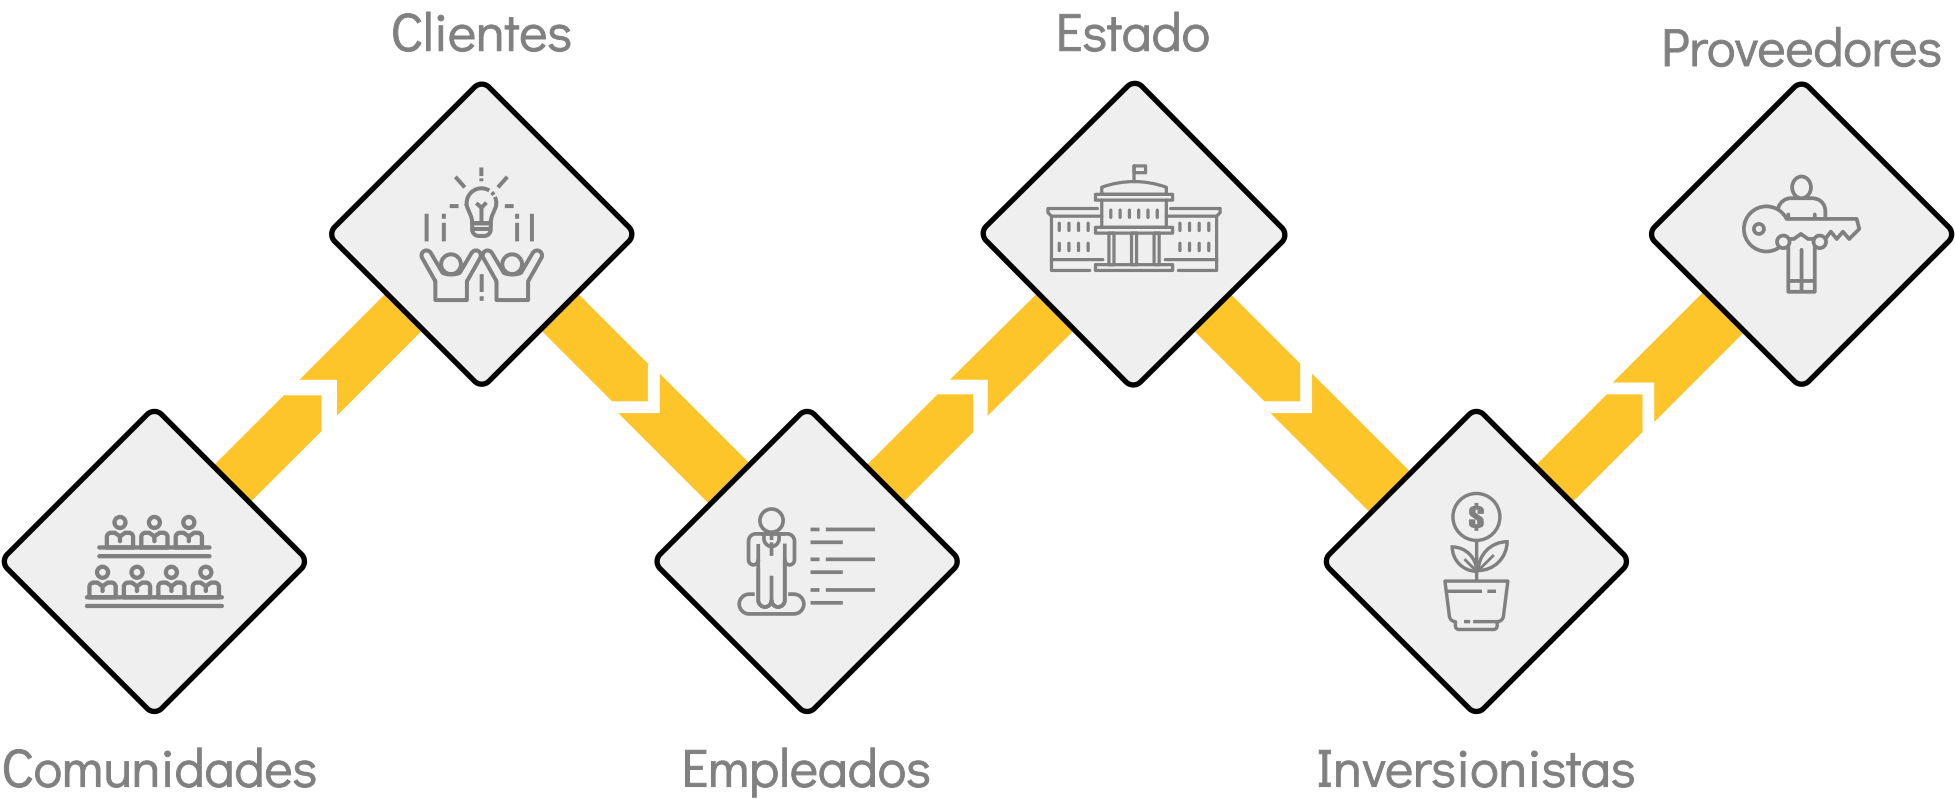 Clientes
Estado
Proveedores
$
Comunidades
Empleados
Inversionistas